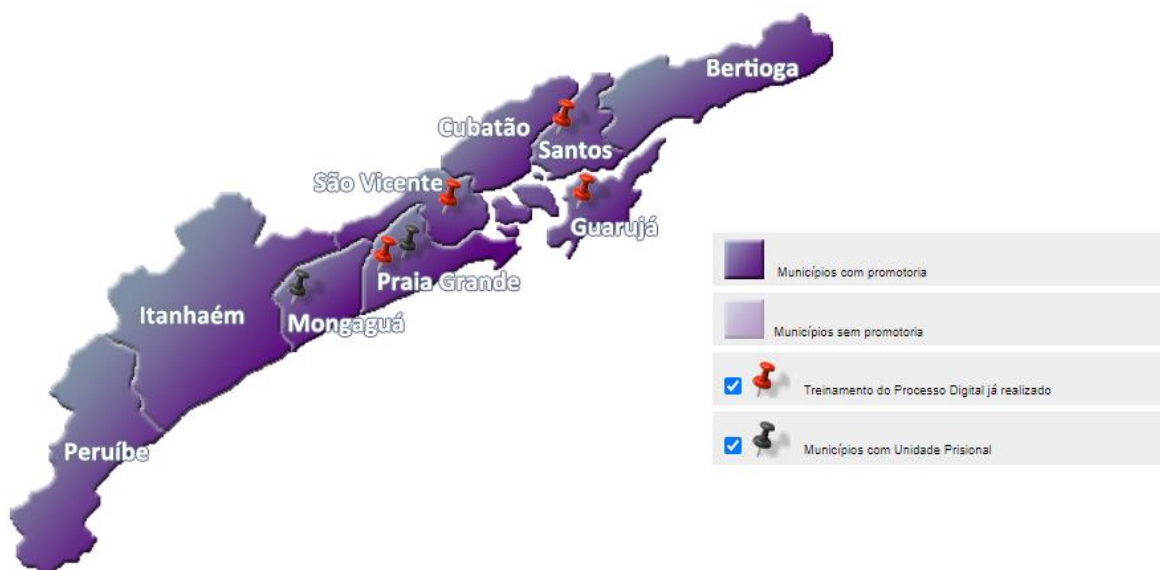 Bertioga
Cubatão
Santos
São Vicente
Guarujá
Praia Grande
Itanhaém
Mongaguá
Peruíbe
Municípios com promotoria
Municípios sem promotoria
Treinamento do Processo Digital já realizado
Municípios com Unidade Prisional